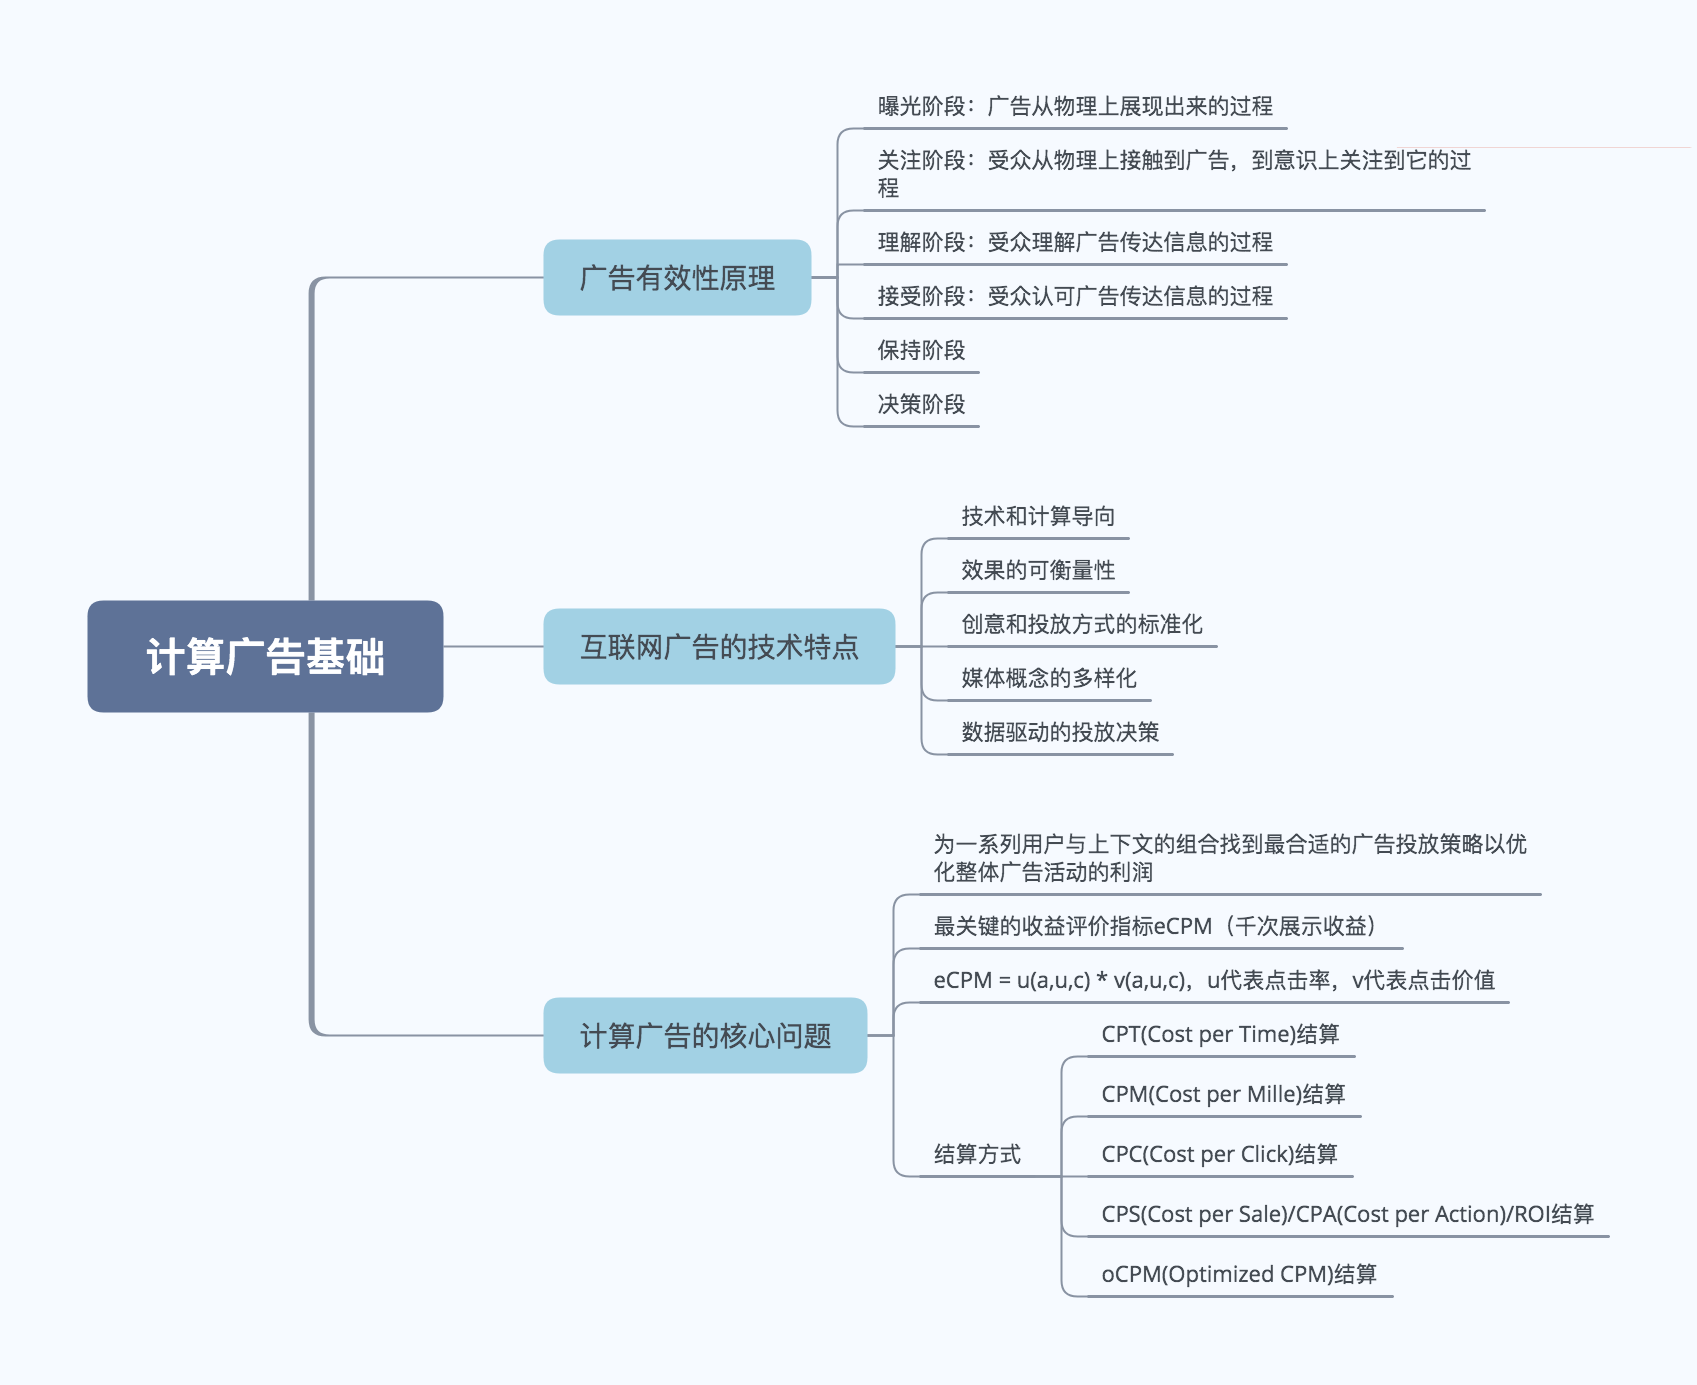 计算广告基础
广告有效性原理
曝光阶段：广告从物理上展现出来的过程
关注阶段：受众从物理上接触到广告，到意识上关注到它的过
程
理解阶段：受众理解广告传达信息的过程
接受阶段：受众认可广告传达信息的过程
保持阶段
决策阶段
互联网广告的技术特点
技术和计算导向
效果的可衡量性
创意和投放方式的标准化
媒体概念的多样化
数据驱动的投放决策
计算广告的核心问题
为一系列用户与上下文的组合找到最合适的广告投放策略以优
化整体广告活动的利润
最关键的收益评价指标eCPM（千次展示收益）
eCPM = u(a,u,c) * v(a,u,c)，u代表点击率，v代表点击价值
结算方式
CPT(Cost per Time)结算
CPM(Cost per Mille)结算
CPC(Cost per Click)结算
CPS(Cost per Sale)/CPA(Cost per Action)/ROI结算
oCPM(Optimized CPM)结算